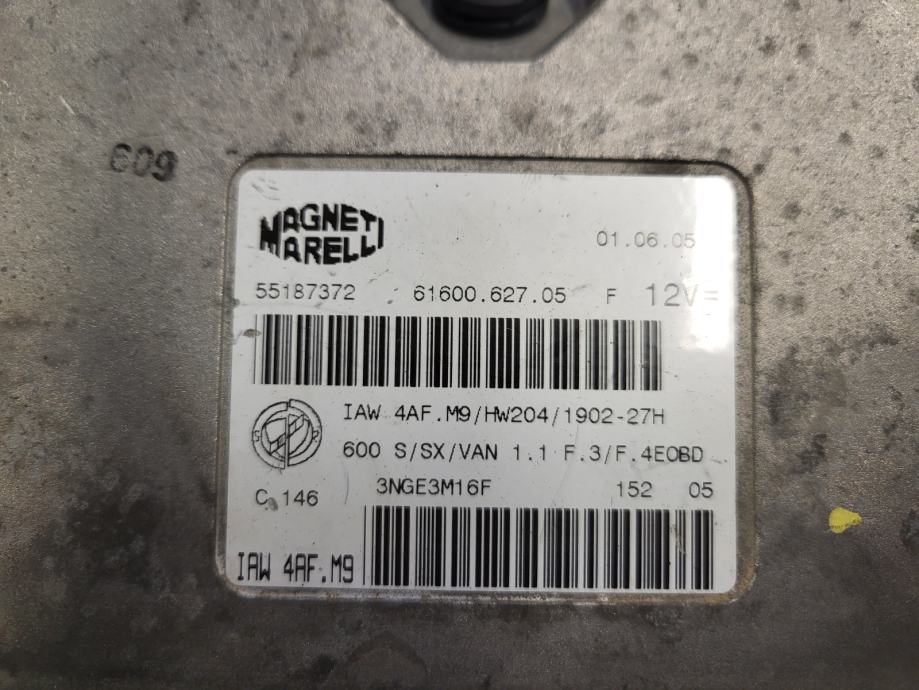 609
MAGNETI
MARELLI
01.06.05
55187372 61600.627.05 F 12V=
IAW 4AF.M9/HW204/1902-27H
600 S/SX/VAN 1.1 F.3/F.4EOBD
C.146 3NGE3M16F 152 05
IAW 4AF.M9